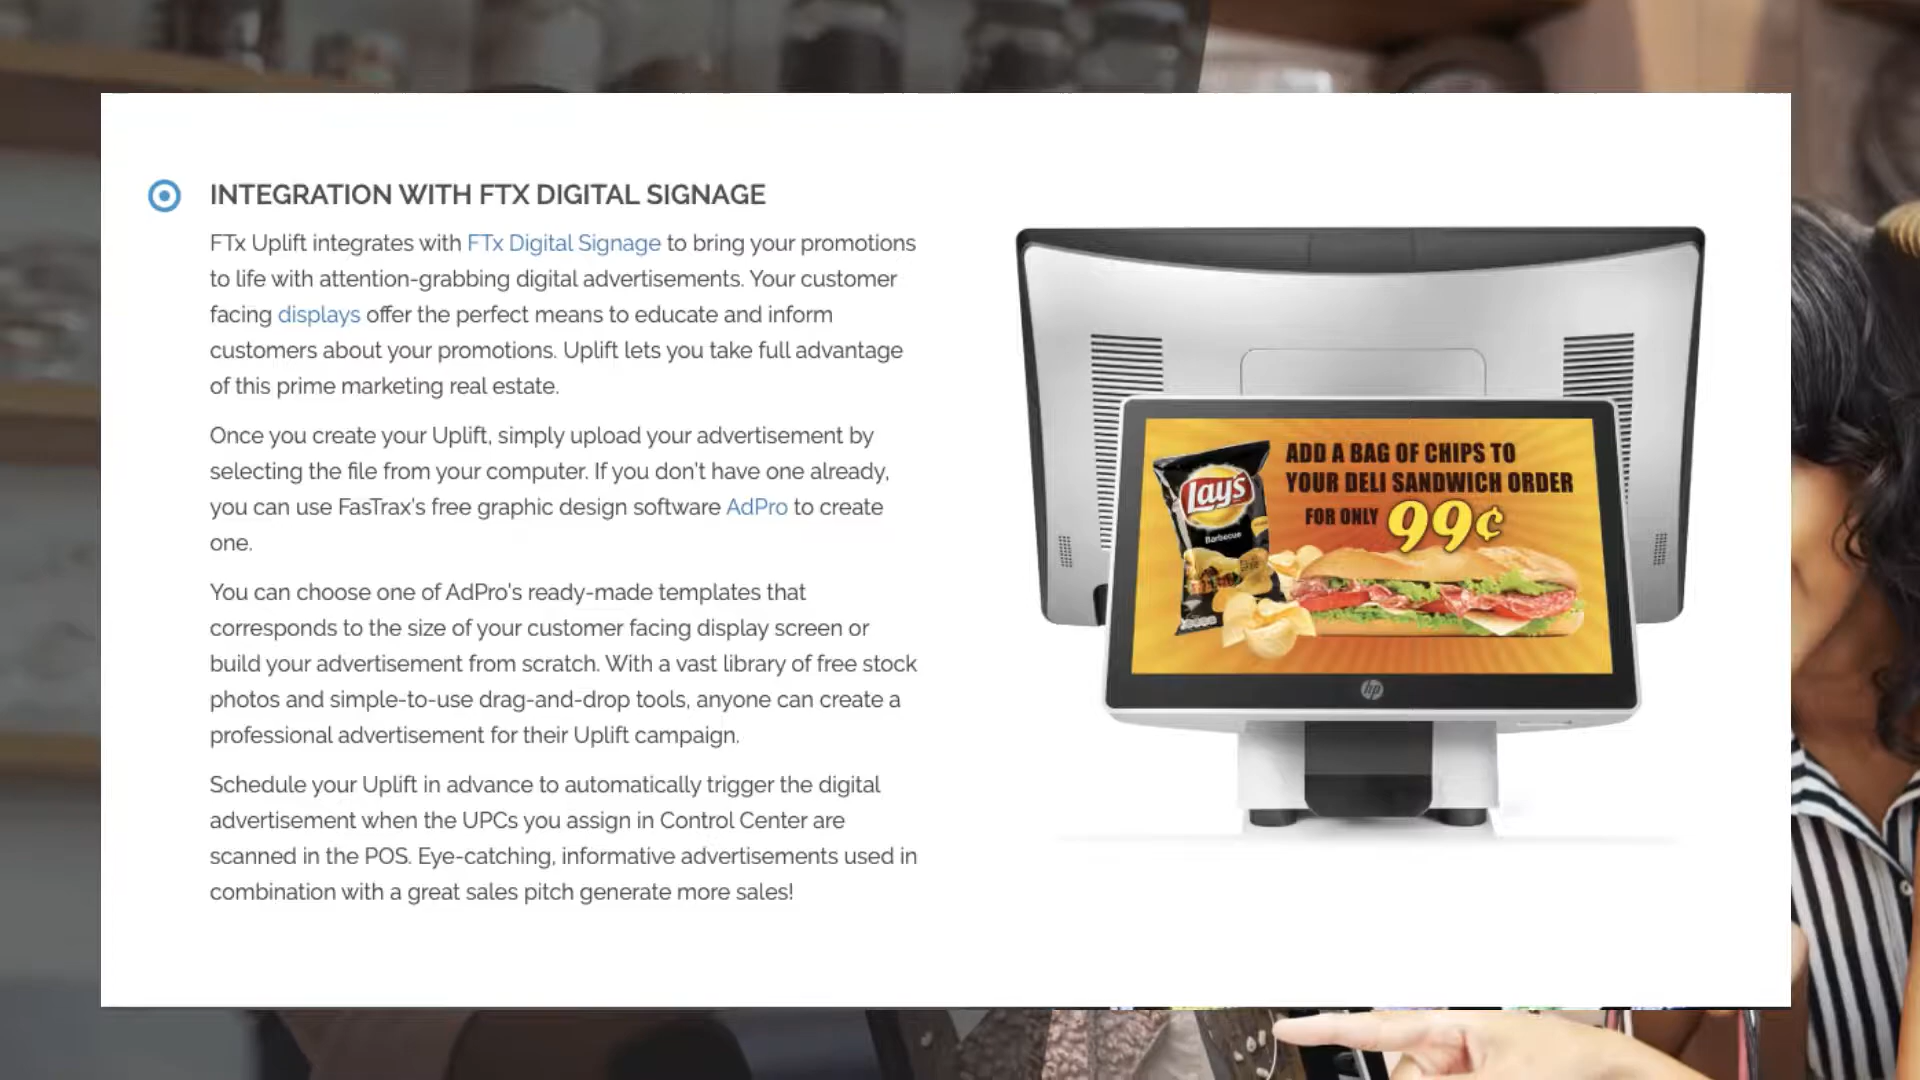 INTEGRATION WITH FTX DIGITAL SIGNAGE
FTx Uplift integrates with FTx Digital Signage to bring your promotions
to life with attention-grabbing digital advertisements. Your customer
facing displays offer the perfect means to educate and inform
customers about your promotions. Uplift lets you take full advantage
of this prime marketing real estate.
Once you create your Uplift, simply upload your advertisement by
selecting the file from your computer. If you don't have one already,
you can use FasTrax's free graphic design software AdPro to create
one.
You can choose one of AdPro's ready-made templates that
corresponds to the size of your customer facing display screen or
build your advertisement from scratch. With a vast library of free stock
photos and simple-to-use drag-and-drop tools, anyone can create a
professional advertisement for their Uplift campaign.
Schedule your Uplift in advance to automatically trigger the digital
advertisement when the UPCs you assign in Control Center are
scanned in the POS. Eye-catching, informative advertisements used in
combination with a great sales pitch generate more sales!
ADD A BAG OF CHIPS TO
YOUR DELI SANDWICH ORDER
FOR ONLY 99¢
Lay's
Barbecue
hp